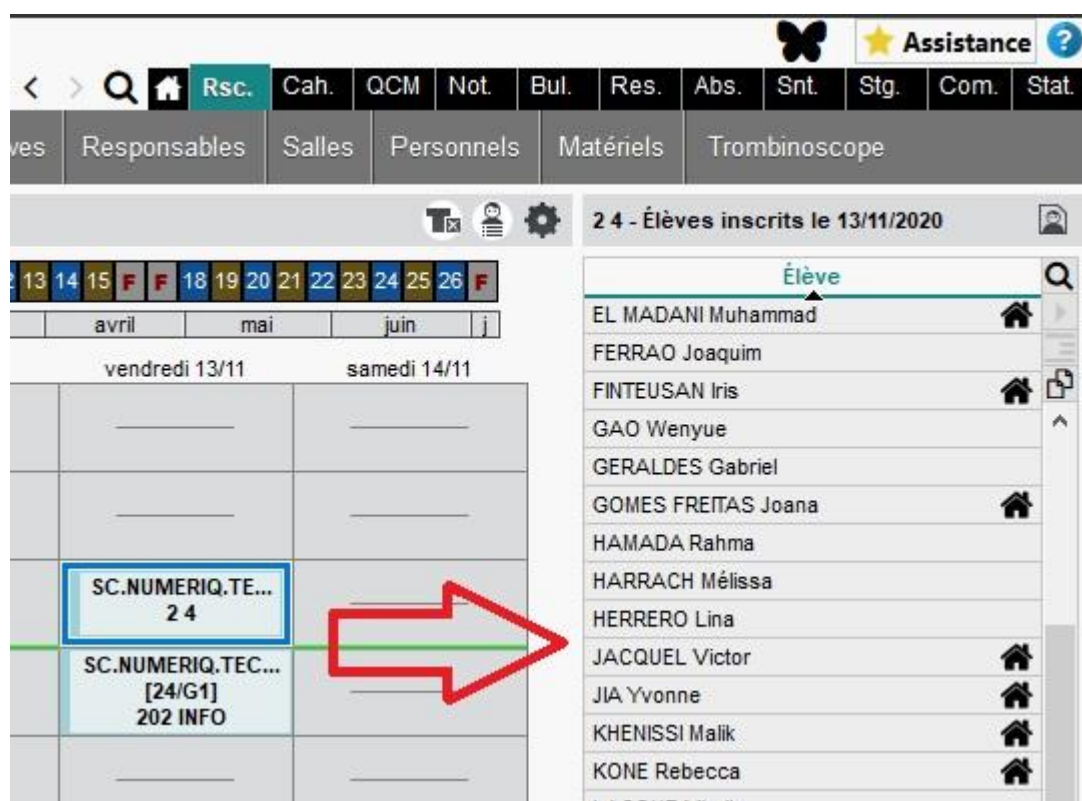 Assistance ?
< > Rsc. Cah. QCM Not. Bul. Res. Abs. Snt. Stg. Com. Stat.
ves Responsables Salles Personnels Matériels Trombinoscope
2 4 - Élèves inscrits le 13/11/2020
13 14 15 F F 18 19 20 21 22 23 24 25 26 F
avril mai juin j
vendredi 13/11 samedi 14/11
SC.NUMERIQ.TE...
2 4
SC.NUMERIQ.TEC...
[24/G1]
202 INFO
Élève
EL MADANI Muhammad
FERRAO Joaquim
FINTEUSAN Iris
GAO Wenyue
GERALDES Gabriel
GOMES FREITAS Joana
HAMADA Rahma
HARRACH Mélissa
HERRERO Lina
JACQUEL Victor
JIA Yvonne
KHENISSI Malik
KONE Rebecca